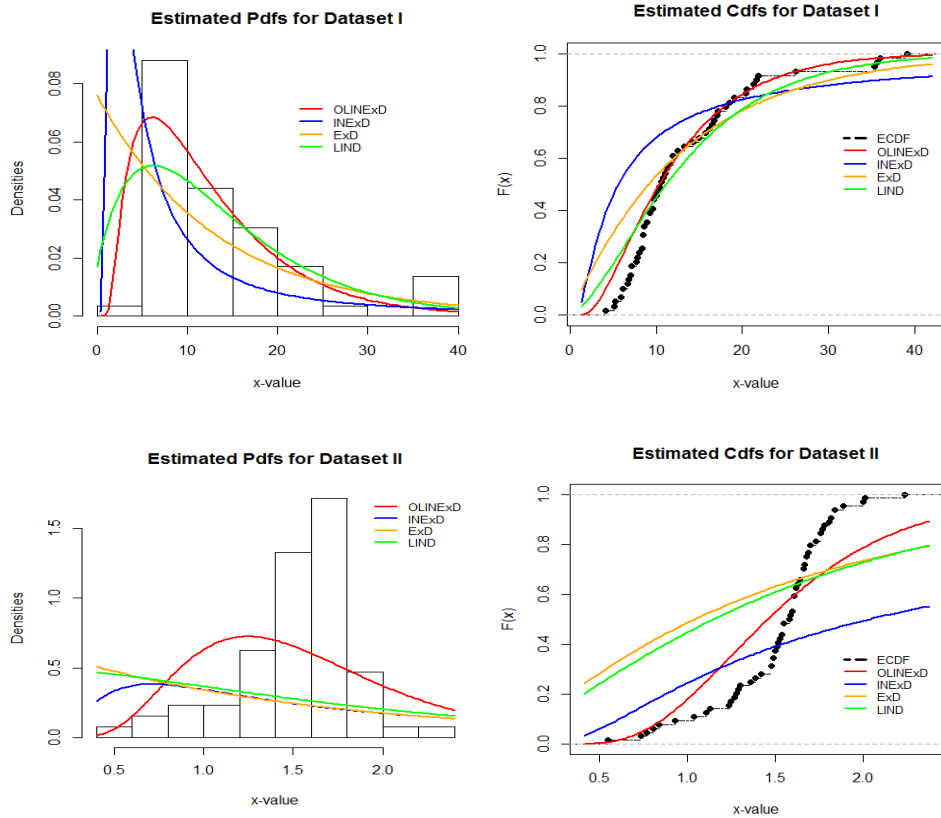 Estimated Pdfs for Dataset I
Densities
0.00
0.02
0.04
0.06
0.08
0
10
20
30
40
x-value
OLINExD
INExD
ExD
LIND
Estimated Cdfs for Dataset I
F(x)
0.0
0.2
0.4
0.6
0.8
1.0
0
10
20
30
40
x-value
ECDF
OLINExD
INExD
ExD
LIND
Estimated Pdfs for Dataset II
Densities
0.0
0.5
1.0
1.5
0.5
1.0
1.5
2.0
x-value
OLINExD
INExD
ExD
LIND
Estimated Cdfs for Dataset II
F(x)
0.0
0.2
0.4
0.6
0.8
1.0
0.5
1.0
1.5
2.0
x-value
ECDF
OLINExD
INExD
ExD
LIND